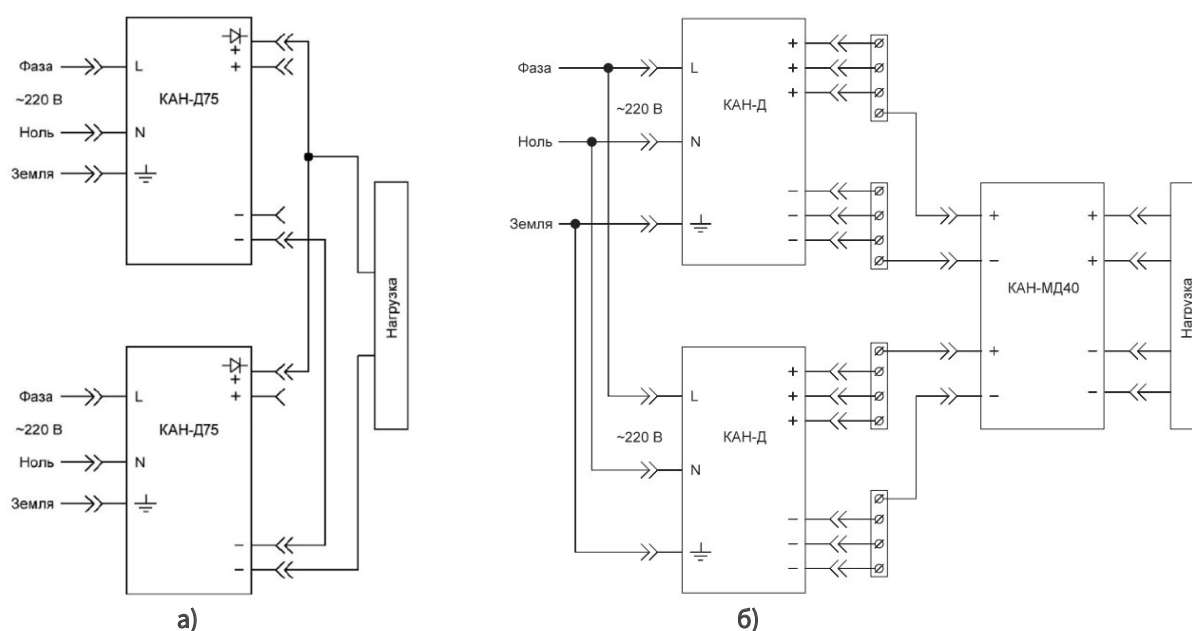 Фаза
L
+
+
~220 В
КАН-Д75
Ноль
N
Земля
−
−
Нагрузка
Фаза
L
+
+
~220 В
КАН-Д75
Ноль
N
Земля
−
−
а)
Фаза
L
+
+
+
~220 В
КАН-Д
Ноль
N
Земля
−
−
−
+
+
−
+
КАН-МД40
+
−
−
−
Нагрузка
L
+
+
+
~220 В
КАН-Д
N
−
−
−
б)